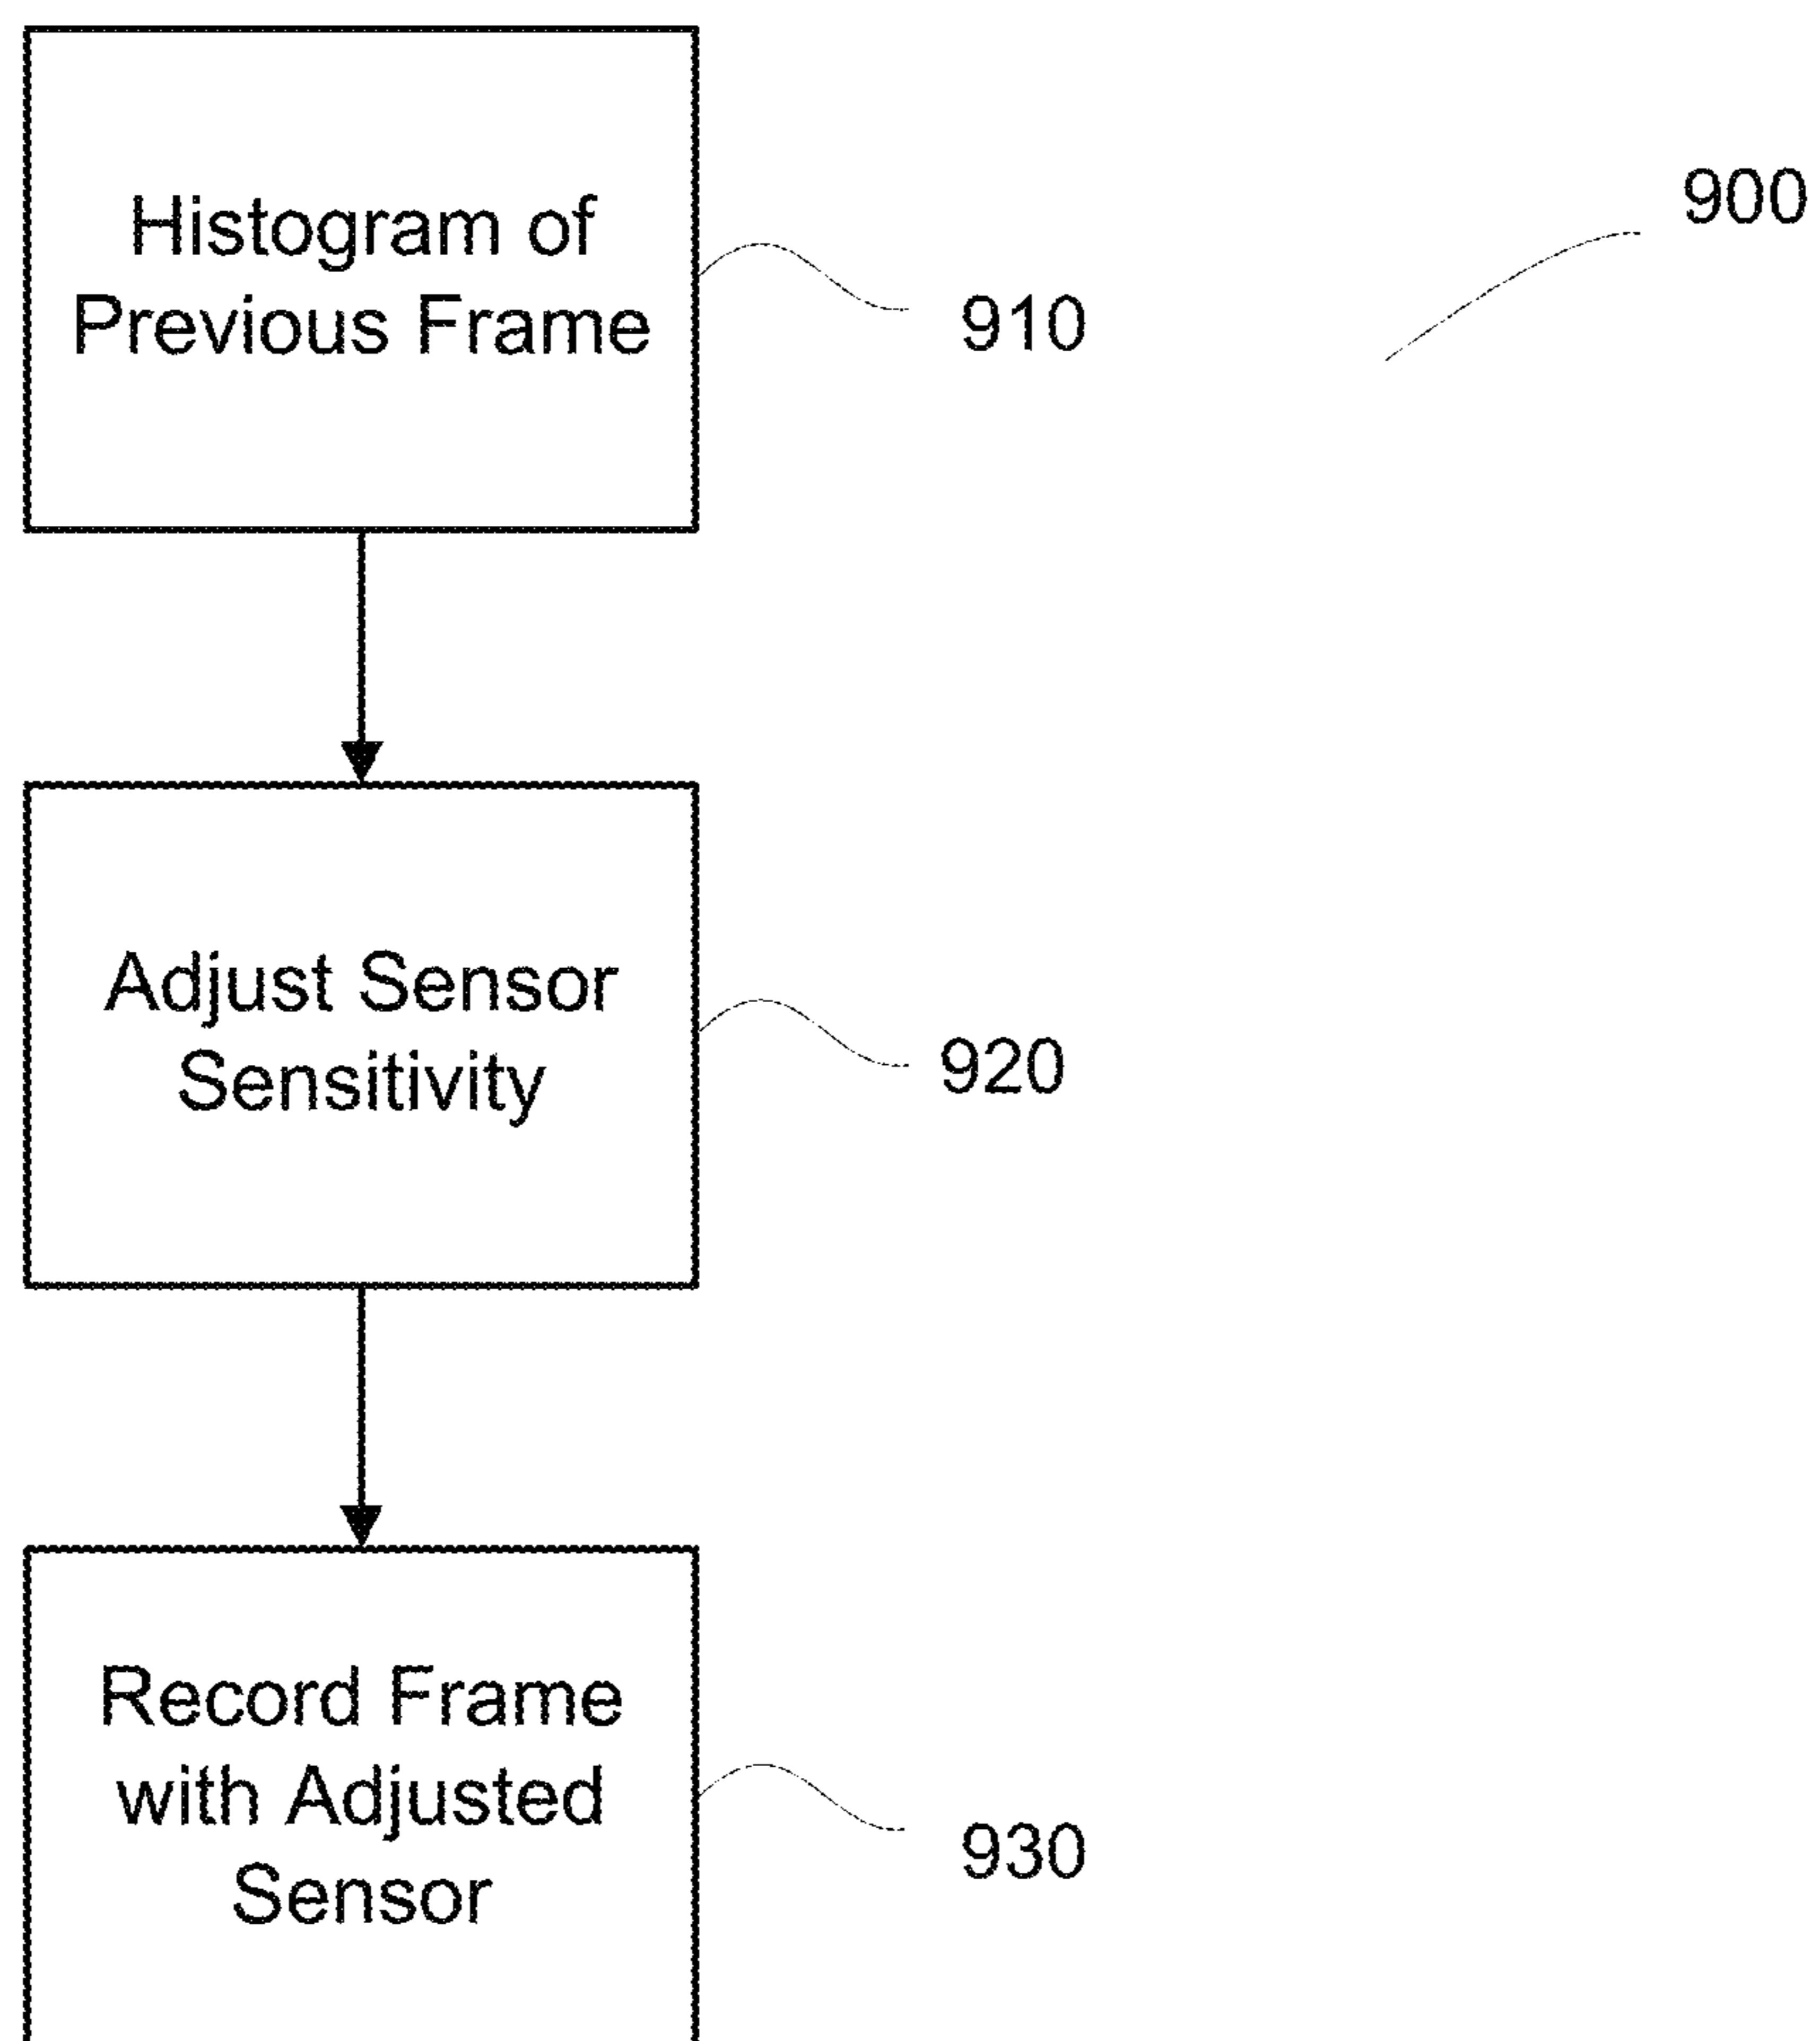 Histogram of
Previous Frame
900
910
Adjust Sensor
Sensitivity
920
Record Frame
with Adjusted
Sensor
930